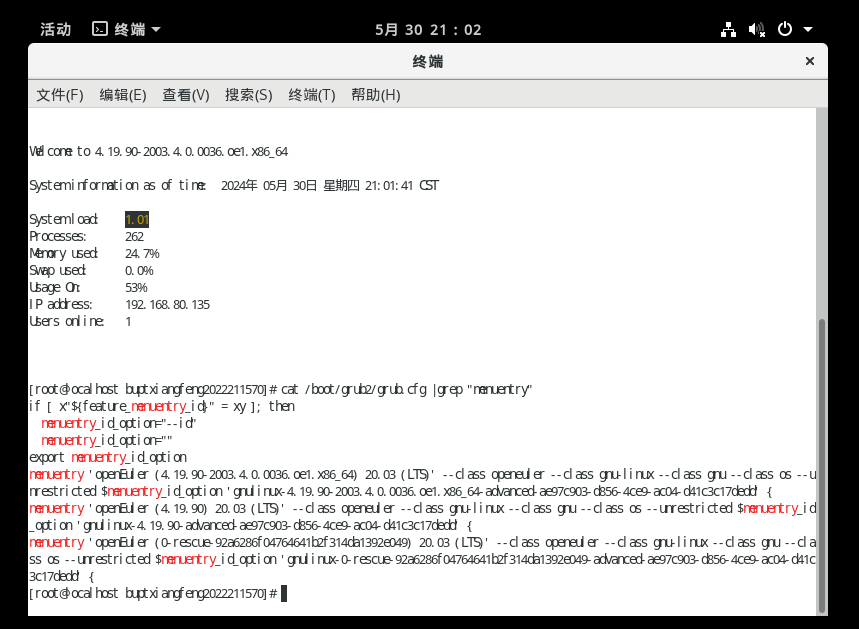 活动 终端 5月 30 21：02
终端
文件(F) 编辑(E) 查看(V) 搜索(S) 终端(T) 帮助(H)
Welcome to 4.19.90-2003.4.0.0036.oe1.x86_64
System information as of time: 2024年 05月 30日 星期四 21:01:41 CST
System load: 1.01
Processes: 262
Memory used: 24.7%
Swap used: 0.0%
Usage On: 53%
IP address: 192.168.80.135
Users online: 1
[root@localhost buptxiangfeng2022211570]# cat /boot/grub2/grub.cfg |grep "menuentry"
if [ x"${feature_menuentry_id}" = xy ]; then
menuentry_id_option="--id"
menuentry_id_option=""
export menuentry_id_option
menuentry 'openEuler (4.19.90-2003.4.0.0036.oe1.x86_64) 20.03 (LTS)' --class openeuler --class gnu-linux --class gnu --class os --u
nrestricted $menuentry_id_option 'gnulinux-4.19.90-2003.4.0.0036.oe1.x86_64-advanced-ae97c903-d856-4ce9-ac04-d41c3c17dedd' {
menuentry 'openEuler (4.19.90) 20.03 (LTS)' --class openeuler --class gnu-linux --class gnu --class os --unrestricted $menuentry_id
_option 'gnulinux-4.19.90-advanced-ae97c903-d856-4ce9-ac04-d41c3c17dedd' {
menuentry 'openEuler (0-rescue-92a6286f04764641b2f314da1392e049) 20.03 (LTS)' --class openeuler --class gnu-linux --class gnu --cla
ss os --unrestricted $menuentry_id_option 'gnulinux-0-rescue-92a6286f04764641b2f314da1392e049-advanced-ae97c903-d856-4ce9-ac04-d41c
3c17dedd' {
[root@localhost buptxiangfeng2022211570]#